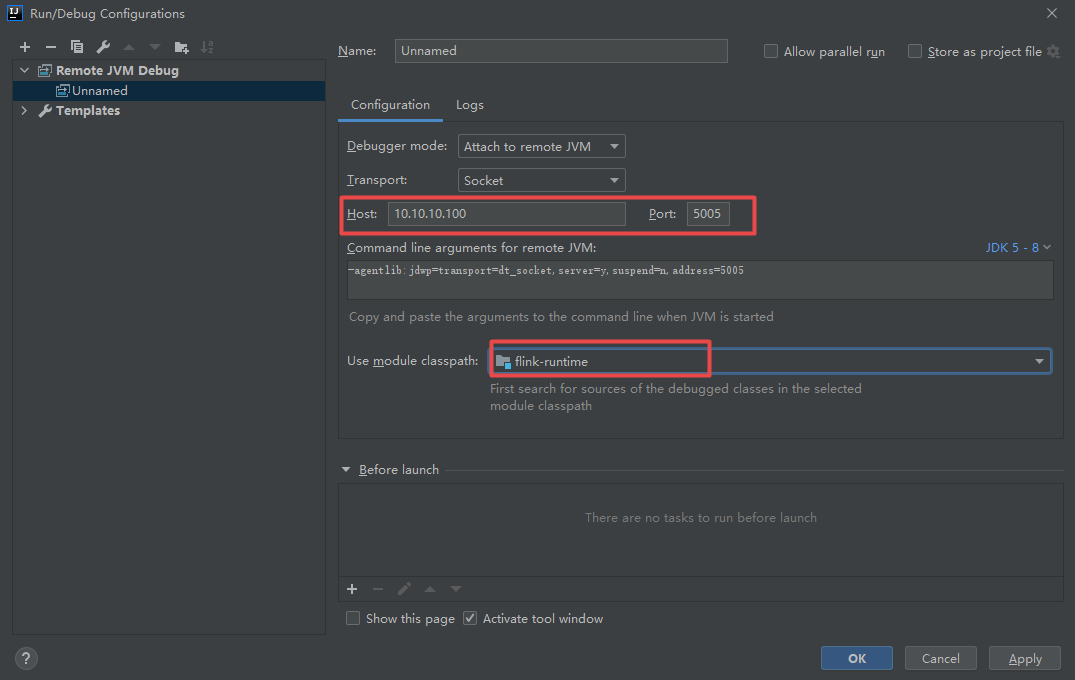 Run/Debug Configurations
Remote JVM Debug
Unnamed
Templates
Name: Unnamed Allow parallel run Store as project file
Configuration Logs
Debugger mode: Attach to remote JVM
Transport: Socket
Host: 10.10.10.100 Port: 5005
Command line arguments for remote JVM: JDK 5 - 8
-agentlib:jdwp=transport=dt_socket,server=y,suspend=n,address=5005
Copy and paste the arguments to the command line when JVM is started
Use module classpath: flink-runtime
First search for sources of the debugged classes in the selected
module classpath
Before launch
There are no tasks to run before launch
Show this page Activate tool window
? OK Cancel Apply